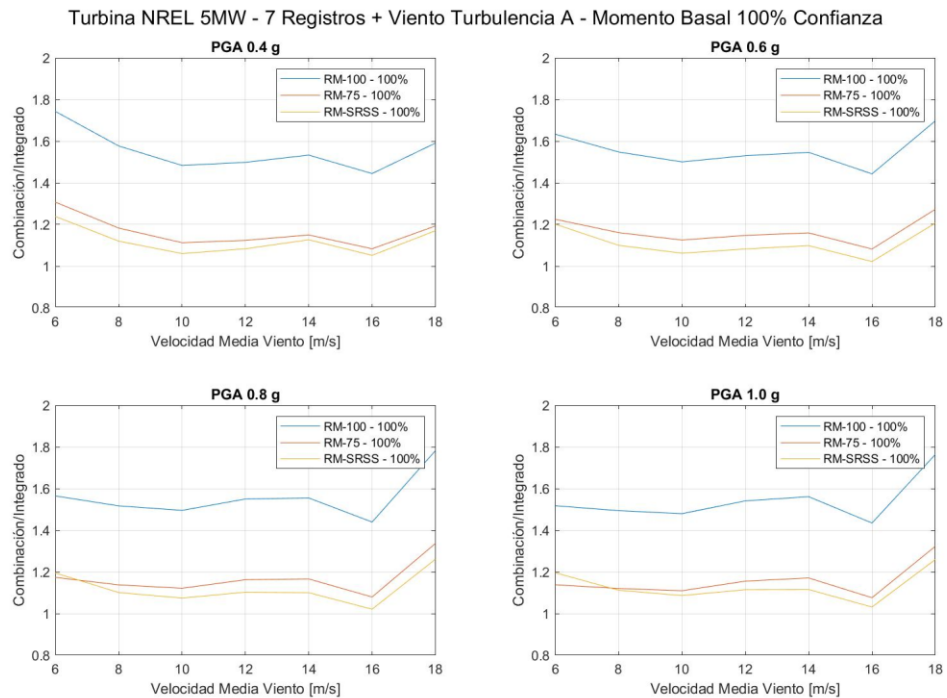 Turbina NREL 5MW - 7 Registros + Viento Turbulencia A - Momento Basal 100% Confianza
PGA 0.4 g
2
1.8
1.6
1.4
1.2
1
0.8
Combinación/Integrado
RM-100 - 100%
RM-75 - 100%
RM-SRSS - 100%
6 8 10 12 14 16 18
Velocidad Media Viento [m/s]
PGA 0.6 g
2
1.8
1.6
1.4
1.2
1
0.8
Combinación/Integrado
RM-100 - 100%
RM-75 - 100%
RM-SRSS - 100%
6 8 10 12 14 16 18
Velocidad Media Viento [m/s]
PGA 0.8 g
2
1.8
1.6
1.4
1.2
1
0.8
Combinación/Integrado
RM-100 - 100%
RM-75 - 100%
RM-SRSS - 100%
6 8 10 12 14 16 18
Velocidad Media Viento [m/s]
PGA 1.0 g
2
1.8
1.6
1.4
1.2
1
0.8
Combinación/Integrado
RM-100 - 100%
RM-75 - 100%
RM-SRSS - 100%
6 8 10 12 14 16 18
Velocidad Media Viento [m/s]